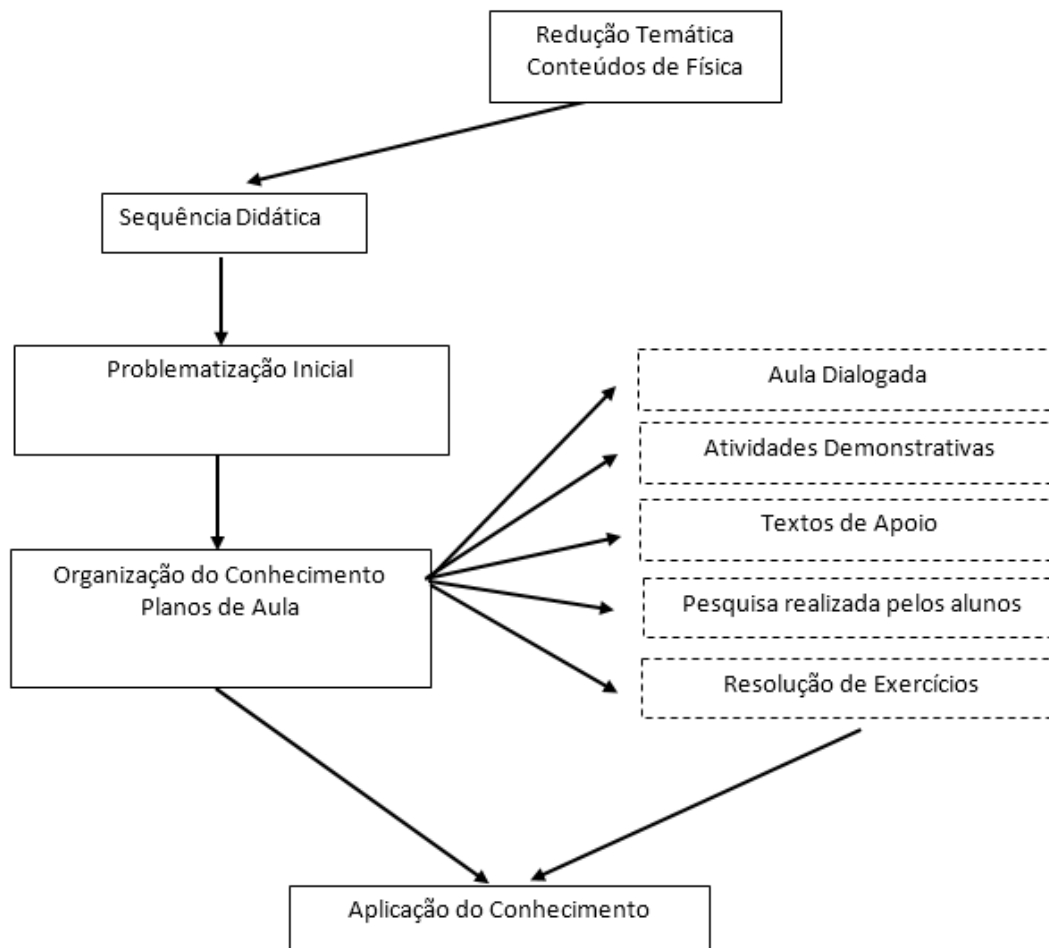 Redução Temática
Conteúdos de Física
Sequência Didática
Problematização Inicial
Aula Dialogada
Atividades Demonstrativas
Textos de Apoio
Organização do Conhecimento
Planos de Aula
Pesquisa realizada pelos alunos
Resolução de Exercícios
Aplicação do Conhecimento